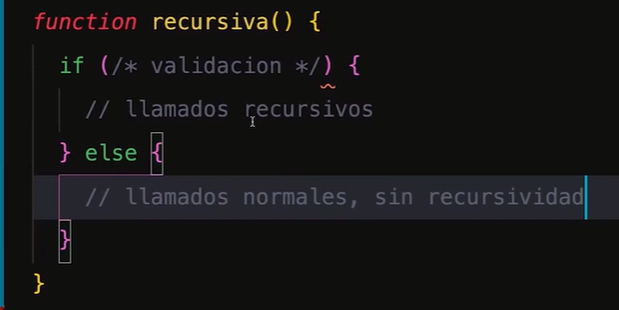 function recursiva() {
if (/* validacion */) {
// llamados recursivos
} else {
// llamados normales, sin recursividad
}
}